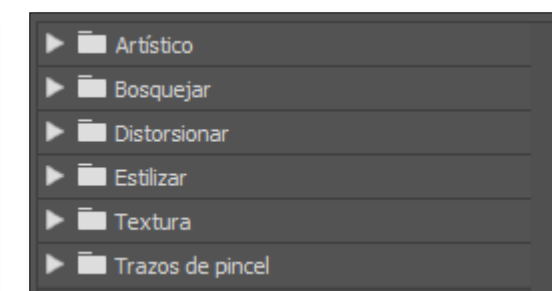 Artístico
Bosquejar
Distorsionar
Estilizar
Textura
Trazos de pincel